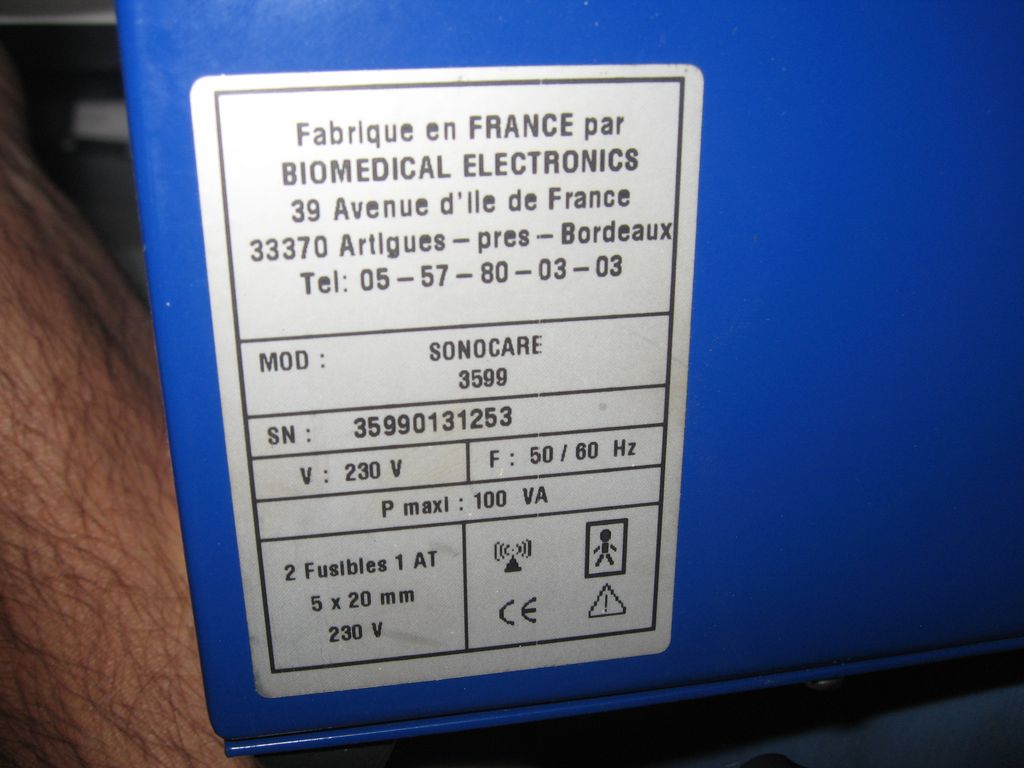 Fabrique en FRANCE par
BIOMEDICAL ELECTRONICS
39 Avenue d'Ile de France
33370 Artigues – pres – Bordeaux
Tel: 05 – 57 – 80 – 03 – 03
MOD : SONOCARE
3599
SN : 35990131253
V : 230 V F : 50 / 60 Hz
P maxi : 100 VA
2 Fusibles 1 AT
5 x 20 mm
230 V
CE